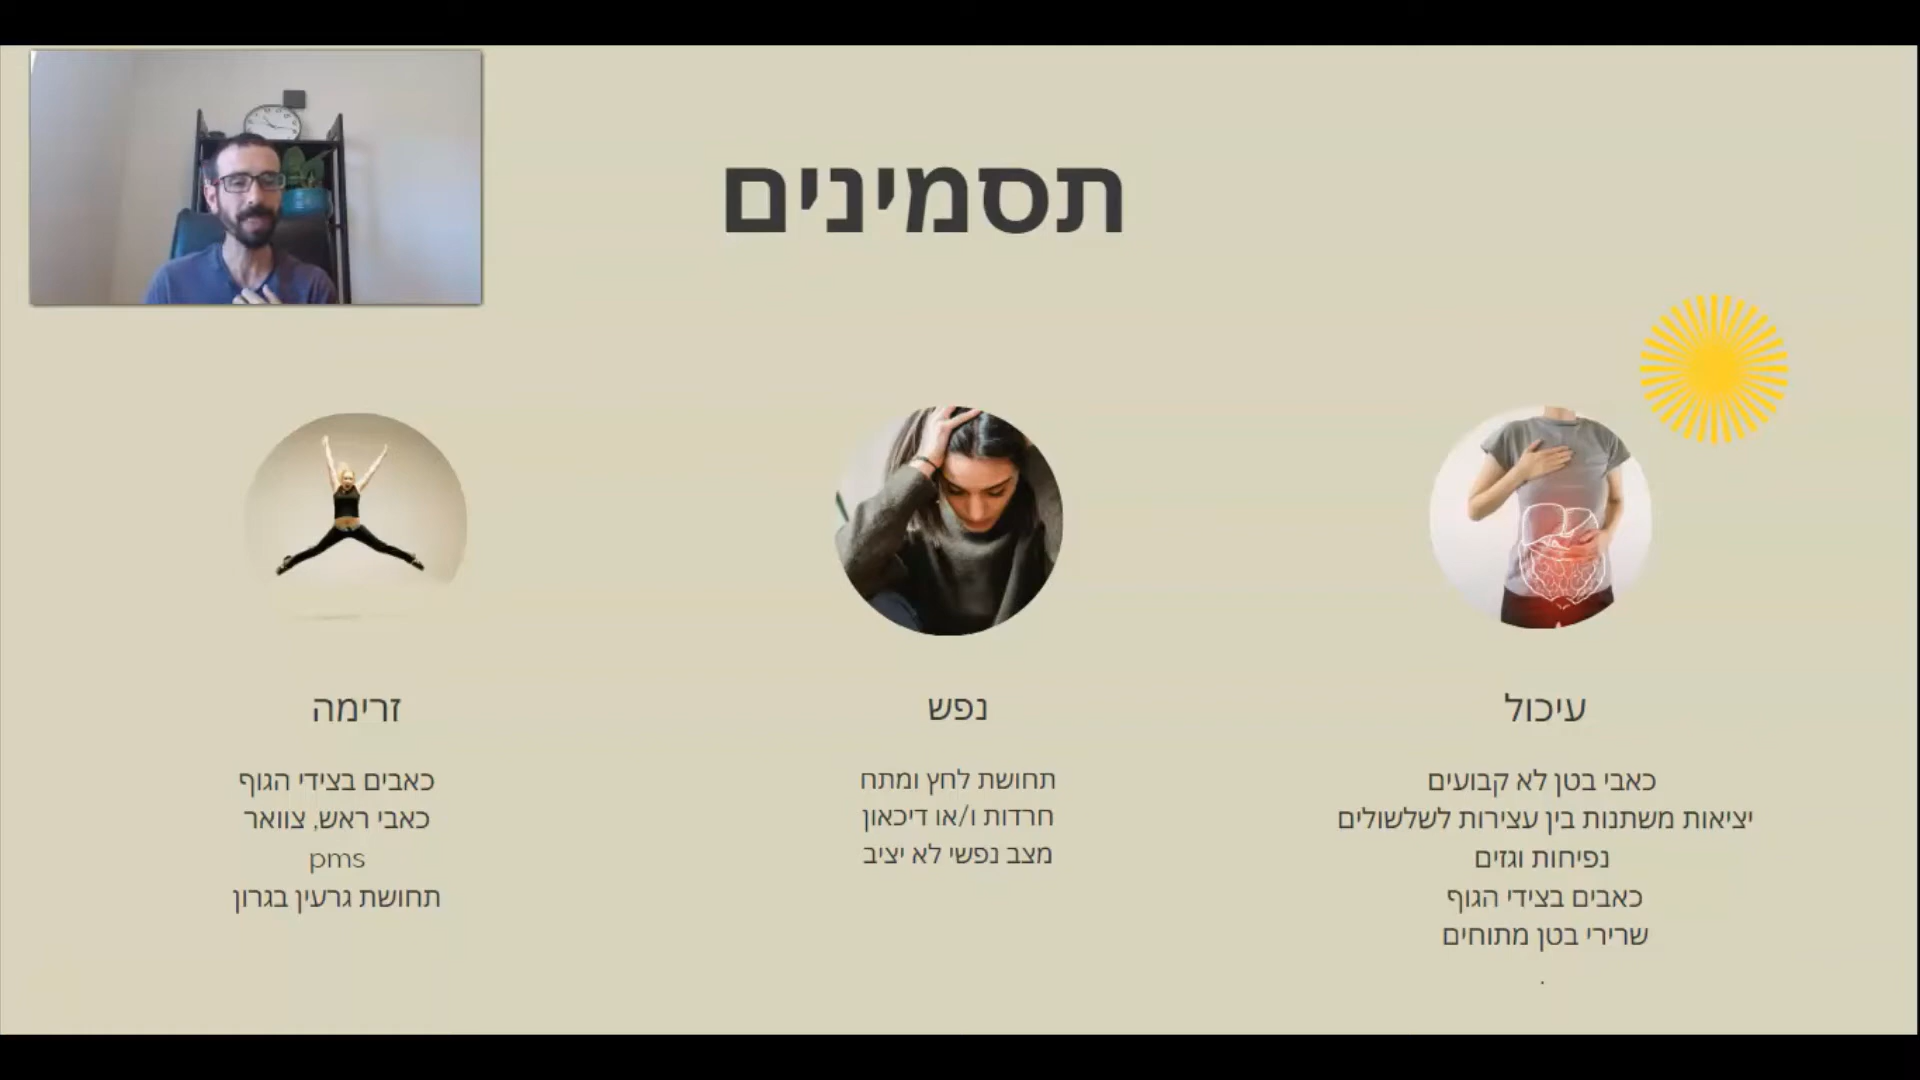 תסמינים
עיכול
כאבי בטן לא קבועים
יציאות משתנות בין עצירות לשלשולים
נפיחות וגזים
כאבים בצידי הגוף
שרירי בטן מתוחים
.
נפש
תחושת לחץ ומתח
חרדות ו/או דיכאון
מצב נפשי לא יציב
זרימה
כאבים בצידי הגוף
כאבי ראש, צוואר
pms
תחושת גרעין בגרון